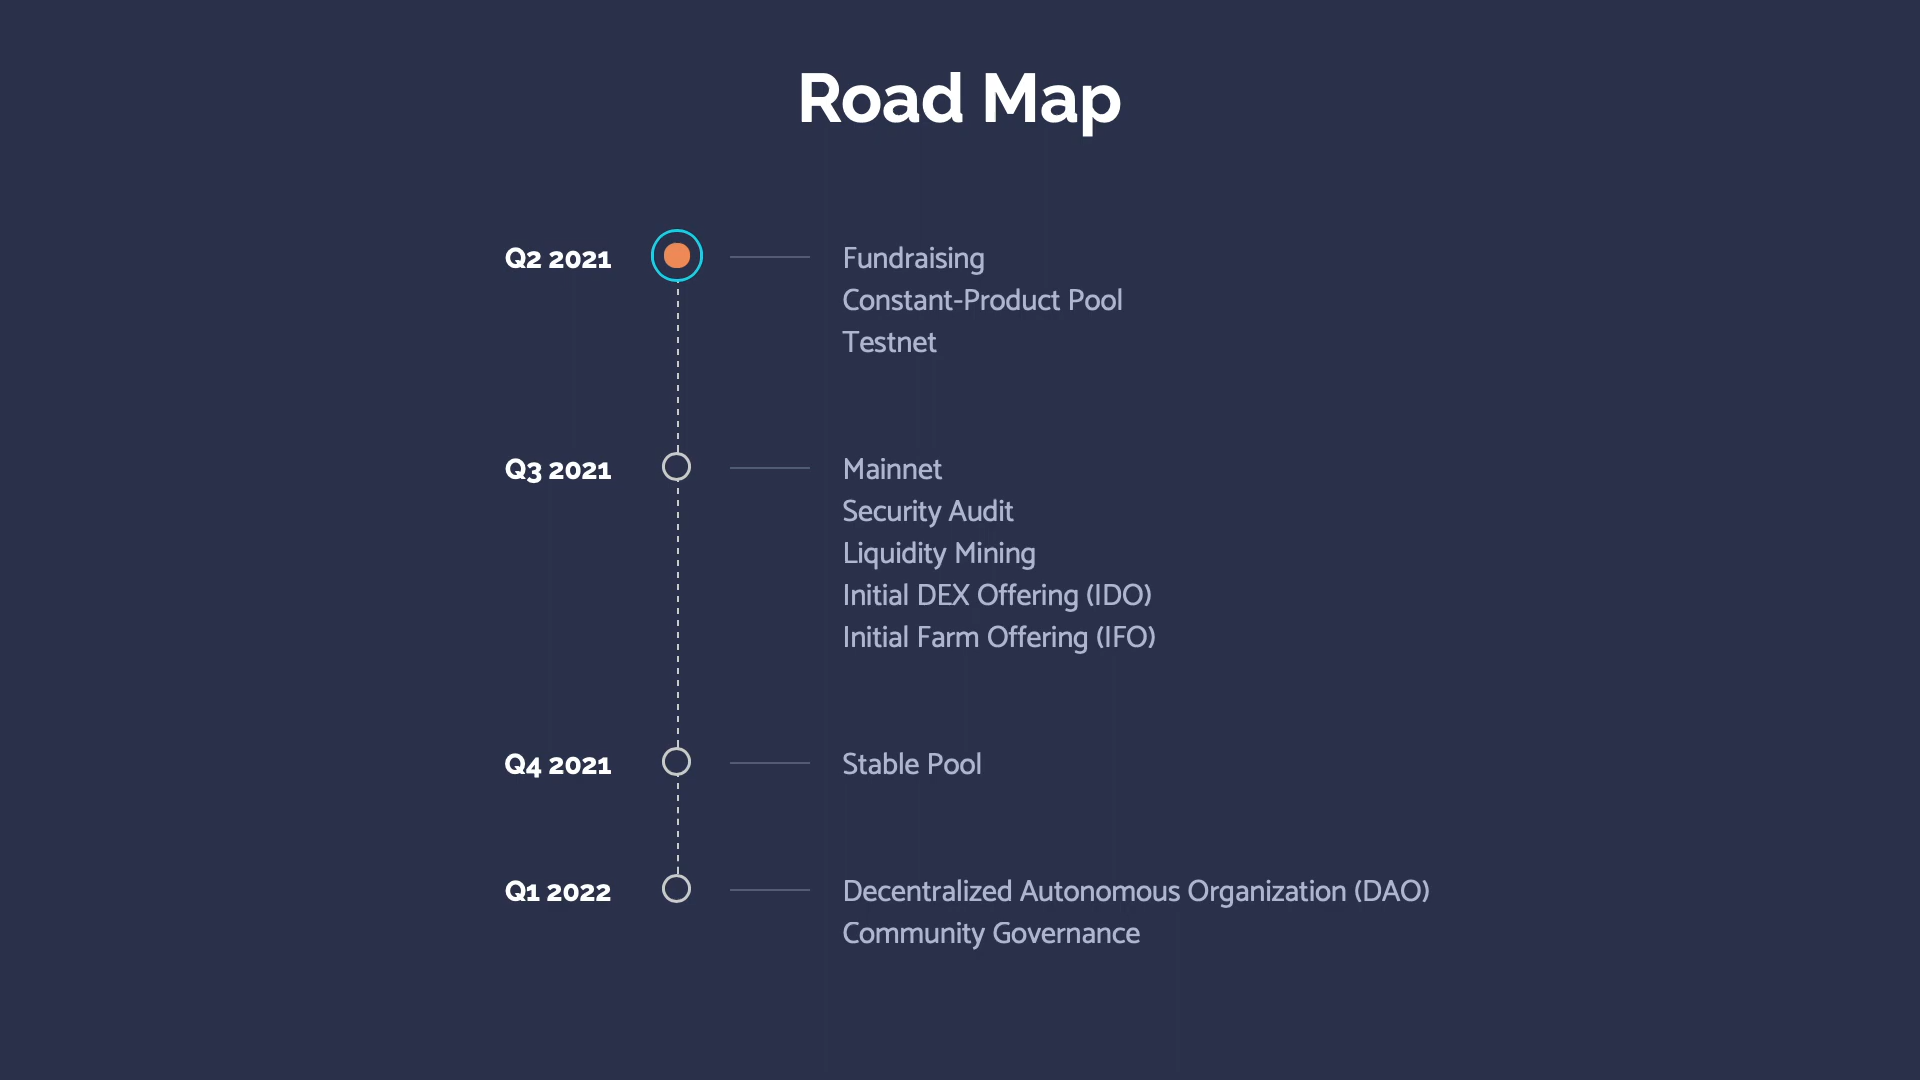 Road Map
Q2 2021
Fundraising
Constant-Product Pool
Testnet
Q3 2021
Mainnet
Security Audit
Liquidity Mining
Initial DEX Offering (IDO)
Initial Farm Offering (IFO)
Q4 2021
Stable Pool
Q1 2022
Decentralized Autonomous Organization (DAO)
Community Governance